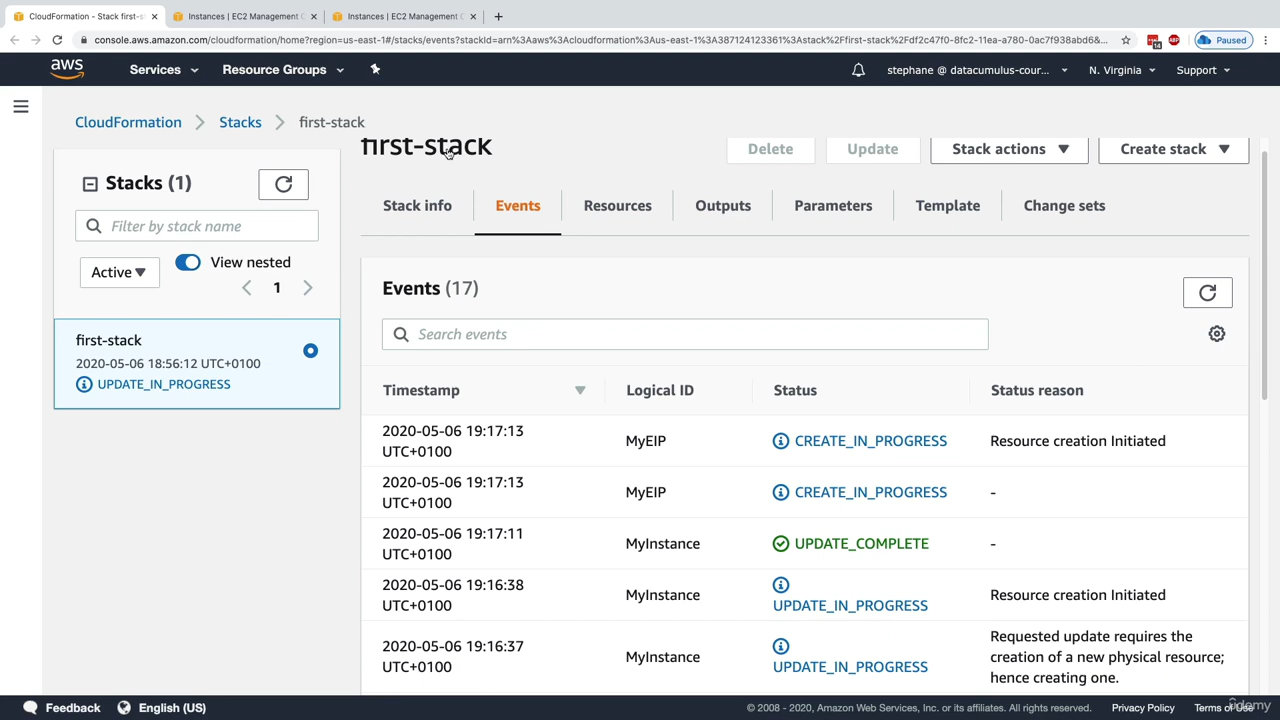 CloudFormation - Stack first-st
Instances | EC2 Management C
Instances | EC2 Management C
console.aws.amazon.com/cloudformation/home?region=us-east-1#/stacks/events?stackId=arn%3Aaws%3Acloudformation%3Aus-east-1%3A387124123361%3Astack%2Ffirst-stack%2Fdf2c47f0-8fc2-11ea-a780-0ac7f938abd6&...
14
ABP
Paused
aws
Services
Resource Groups
stephane @ datacumulus-cour...
N. Virginia
Support
CloudFormation
Stacks
first-stack
first-stack
Delete
Update
Stack actions
Create stack
Stacks (1)
Filter by stack name
Active
View nested
1
first-stack
2020-05-06 18:56:12 UTC+0100
UPDATE_IN_PROGRESS
Stack info
Events
Resources
Outputs
Parameters
Template
Change sets
Events (17)
Search events
Timestamp
Logical ID
Status
Status reason
2020-05-06 19:17:13
UTC+0100
MyEIP
CREATE_IN_PROGRESS
Resource creation Initiated
2020-05-06 19:17:13
UTC+0100
MyEIP
CREATE_IN_PROGRESS
-
2020-05-06 19:17:11
UTC+0100
MyInstance
UPDATE_COMPLETE
-
2020-05-06 19:16:38
UTC+0100
MyInstance
UPDATE_IN_PROGRESS
Resource creation Initiated
2020-05-06 19:16:37
UTC+0100
MyInstance
UPDATE_IN_PROGRESS
Requested update requires the
creation of a new physical resource;
hence creating one.
Feedback
English (US)
© 2008 - 2020, Amazon Web Services, Inc. or its affiliates. All rights reserved.
Privacy Policy
Terms of Use
udemy